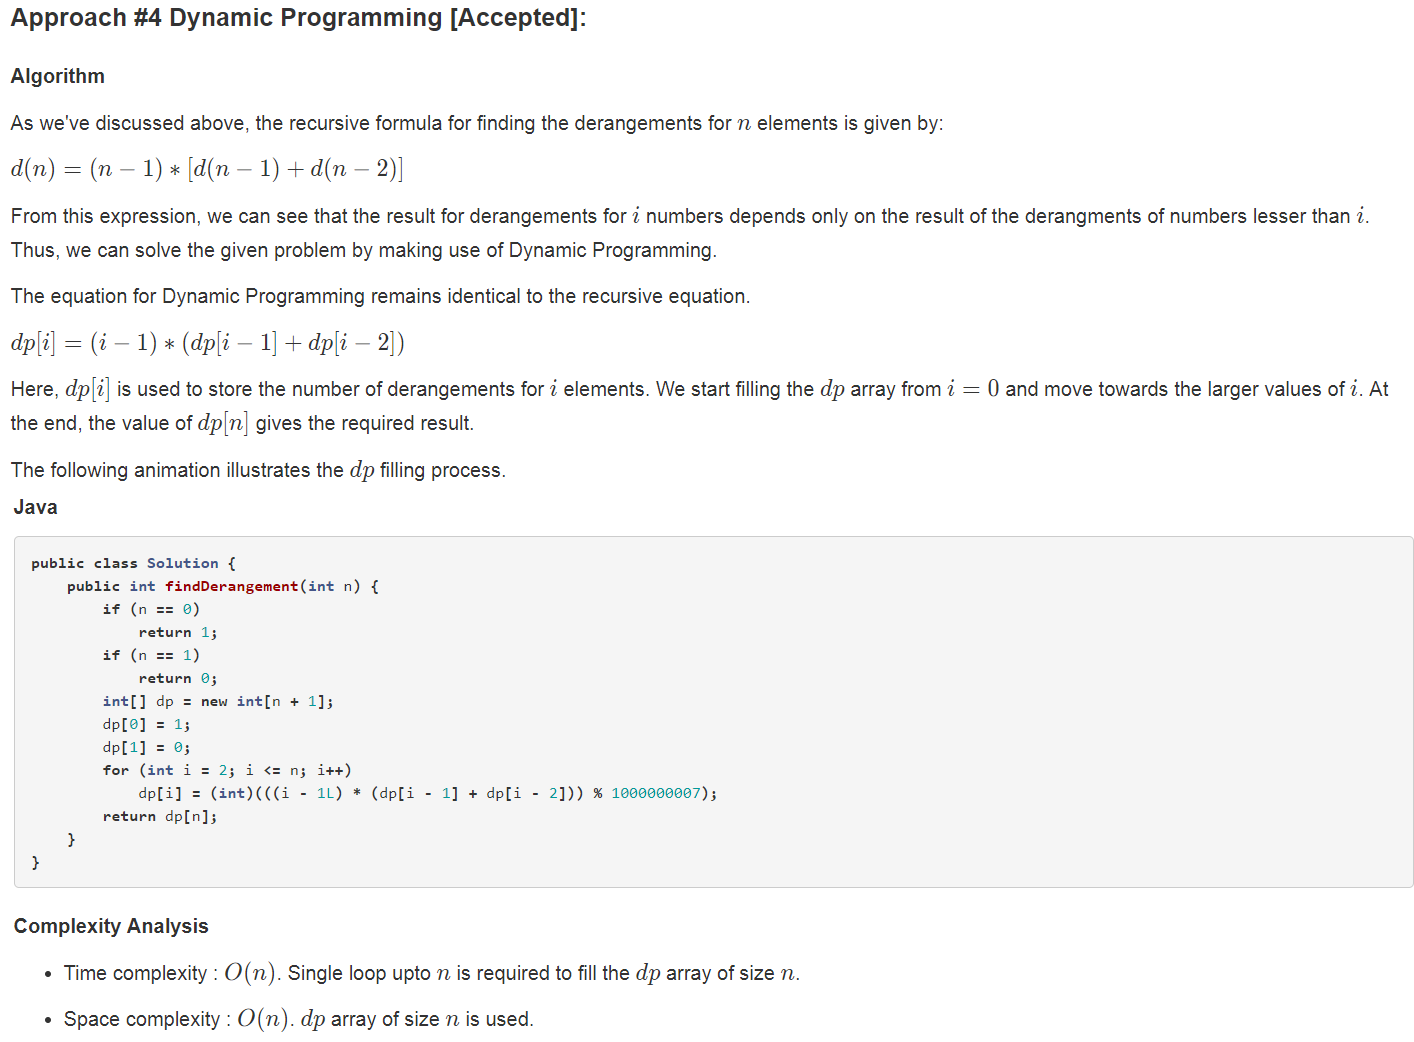 Approach #4 Dynamic Programming [Accepted]:
Algorithm
As we've discussed above, the recursive formula for finding the derangements for n elements is given by:
d(n) = (n − 1) ∗ [d(n − 1) + d(n − 2)]
From this expression, we can see that the result for derangements for i numbers depends only on the result of the derangments of numbers lesser than i.
Thus, we can solve the given problem by making use of Dynamic Programming.
The equation for Dynamic Programming remains identical to the recursive equation.
dp[i] = (i − 1) ∗ (dp[i − 1] + dp[i − 2])
Here, dp[i] is used to store the number of derangements for i elements. We start filling the dp array from i = 0 and move towards the larger values of i. At
the end, the value of dp[n] gives the required result.
The following animation illustrates the dp filling process.
Java
public class Solution {
    public int findDerangement(int n) {
        if (n == 0)
            return 1;
        if (n == 1)
            return 0;
        int[] dp = new int[n + 1];
        dp[0] = 1;
        dp[1] = 0;
        for (int i = 2; i <= n; i++)
            dp[i] = (int)(((i - 1L) * (dp[i - 1] + dp[i - 2])) % 1000000007);
        return dp[n];
    }
}
Complexity Analysis
• Time complexity : O(n). Single loop upto n is required to fill the dp array of size n.
• Space complexity : O(n). dp array of size n is used.